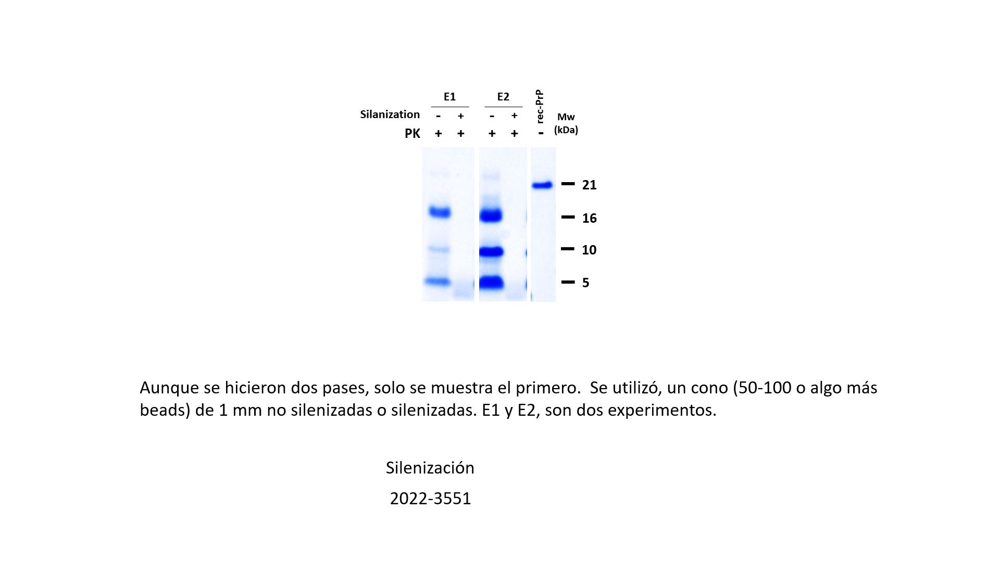 E1 E2 rec-PrP
Silanization - + - + Mw
PK + + + + - (kDa)
21
16
10
5
Aunque se hicieron dos pases, solo se muestra el primero.  Se utilizó, un cono (50-100 o algo más
beads) de 1 mm no silenizadas o silenizadas. E1 y E2, son dos experimentos.
Silenización
2022-3551